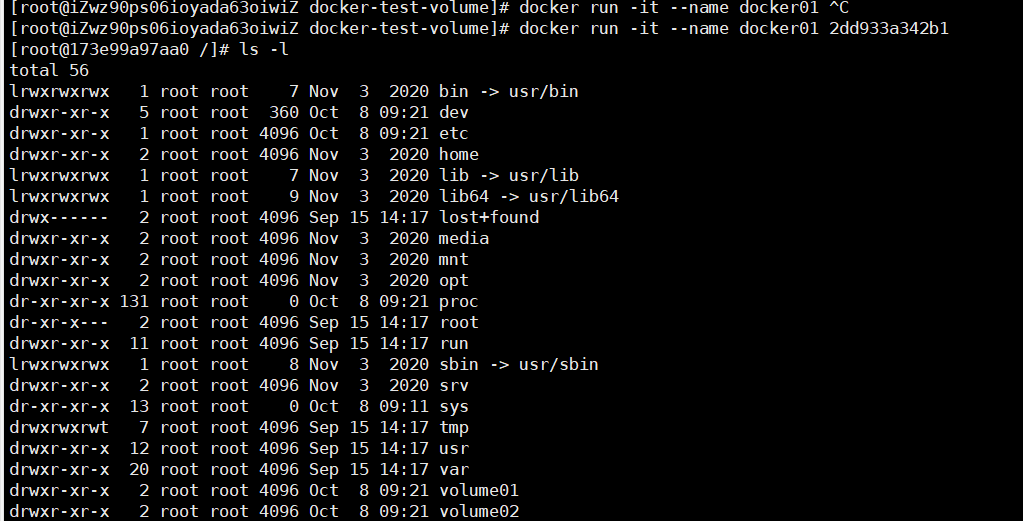 [root@iZwz90ps06ioyada63oiwiZ docker-test-volume]# docker run -it --name docker01 ^C
[root@iZwz90ps06ioyada63oiwiZ docker-test-volume]# docker run -it --name docker01 2dd933a342b1
[root@173e99a97aa0 /]# ls -l
total 56
lrwxrwxrwx   1 root root    7 Nov  3  2020 bin -> usr/bin
drwxr-xr-x   5 root root  360 Oct  8 09:21 dev
drwxr-xr-x   1 root root 4096 Oct  8 09:21 etc
drwxr-xr-x   2 root root 4096 Nov  3  2020 home
lrwxrwxrwx   1 root root    7 Nov  3  2020 lib -> usr/lib
lrwxrwxrwx   1 root root    9 Nov  3  2020 lib64 -> usr/lib64
drwx------   2 root root 4096 Sep 15 14:17 lost+found
drwxr-xr-x   2 root root 4096 Nov  3  2020 media
drwxr-xr-x   2 root root 4096 Nov  3  2020 mnt
drwxr-xr-x   2 root root 4096 Nov  3  2020 opt
dr-xr-xr-x 131 root root    0 Oct  8 09:21 proc
dr-xr-x---   2 root root 4096 Sep 15 14:17 root
drwxr-xr-x  11 root root 4096 Sep 15 14:17 run
lrwxrwxrwx   1 root root    8 Nov  3  2020 sbin -> usr/sbin
drwxr-xr-x   2 root root 4096 Nov  3  2020 srv
dr-xr-xr-x  13 root root    0 Oct  8 09:11 sys
drwxrwxrwt   7 root root 4096 Sep 15 14:17 tmp
drwxr-xr-x  12 root root 4096 Sep 15 14:17 usr
drwxr-xr-x  20 root root 4096 Sep 15 14:17 var
drwxr-xr-x   2 root root 4096 Oct  8 09:21 volume01
drwxr-xr-x   2 root root 4096 Oct  8 09:21 volume02